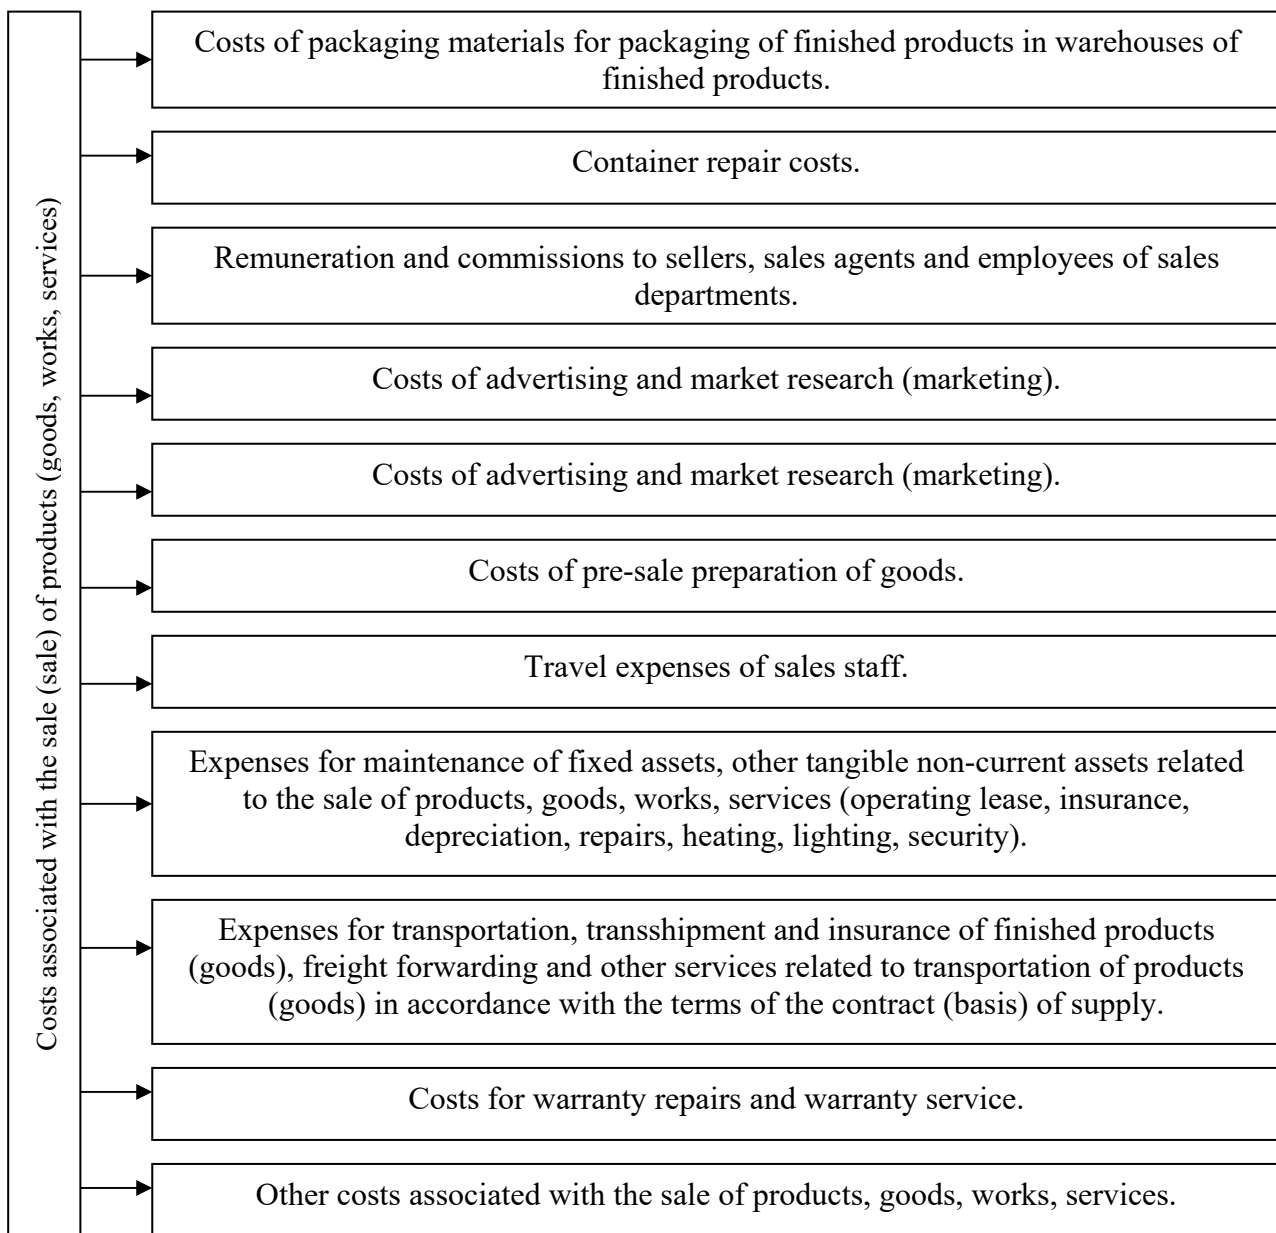 Costs associated with the sale (sale) of products (goods, works, services)
Costs of packaging materials for packaging of finished products in warehouses of
finished products.
Container repair costs.
Remuneration and commissions to sellers, sales agents and employees of sales
departments.
Costs of advertising and market research (marketing).
Costs of advertising and market research (marketing).
Costs of pre-sale preparation of goods.
Travel expenses of sales staff.
Expenses for maintenance of fixed assets, other tangible non-current assets related
to the sale of products, goods, works, services (operating lease, insurance,
depreciation, repairs, heating, lighting, security).
Expenses for transportation, transshipment and insurance of finished products
(goods), freight forwarding and other services related to transportation of products
(goods) in accordance with the terms of the contract (basis) of supply.
Costs for warranty repairs and warranty service.
Other costs associated with the sale of products, goods, works, services.